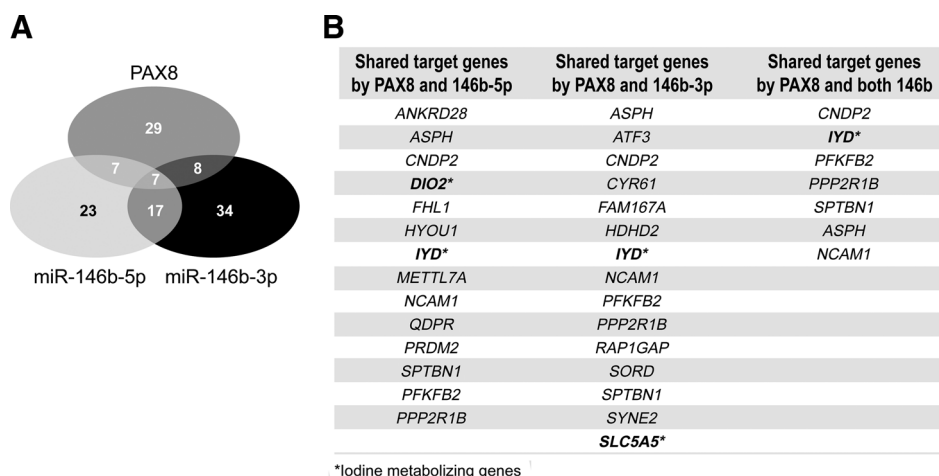 A
PAX8
29
7
8
7
23
17
34
miR-146b-5p miR-146b-3p
B
Shared target genes by PAX8 and 146b-5p Shared target genes by PAX8 and 146b-3p Shared target genes by PAX8 and both 146b
ANKRD28 ASPH CNDP2
ASPH ATF3 IYD*
CNDP2 CNDP2 PFKFB2
DIO2* CYR61 PPP2R1B
FHL1 FAM167A SPTBN1
HYOU1 HDHD2 ASPH
IYD* IYD* NCAM1
METTL7A NCAM1
NCAM1 PFKFB2
QDPR PPP2R1B
PRDM2 RAP1GAP
SPTBN1 SORD
PFKFB2 SPTBN1
PPP2R1B SYNE2
SLC5A5*
*Iodine metabolizing genes